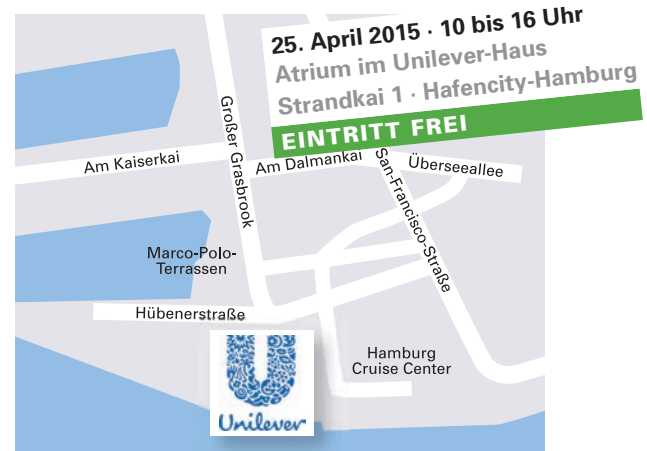 25. April 2015 · 10 bis 16 Uhr
Atrium im Unilever-Haus
Strandkai 1 · Hafencity-Hamburg
EINTRITT FREI
Großer Grasbrook
Am Kaiserkai
Am Dalmankai
San-Francisco-Straße
Überseeallee
Marco-Polo-
Terrassen
Hübenerstraße
Hamburg
Cruise Center
Unilever